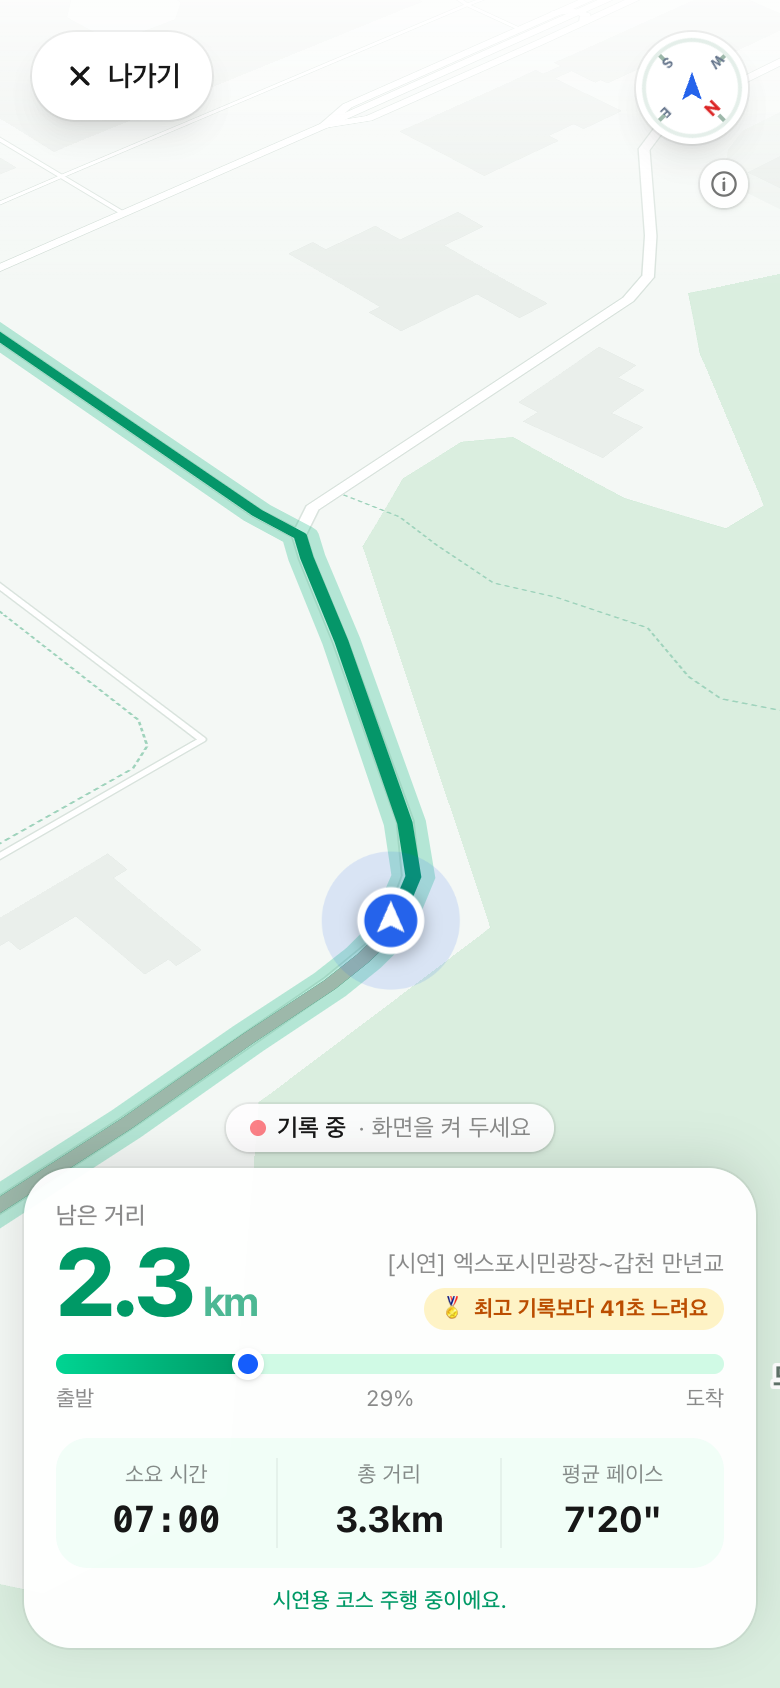 나가기
S
W
E
N
남은 거리
기록 중 · 화면을 켜 두세요
2.3 km
[시연] 엑스포시민광장~갑천 만년교
최고 기록보다 41초 느려요
출발
29%
도착
소요 시간
총 거리
평균 페이스
07:00
3.3km
7'20"
시연용 코스 주행 중이에요.